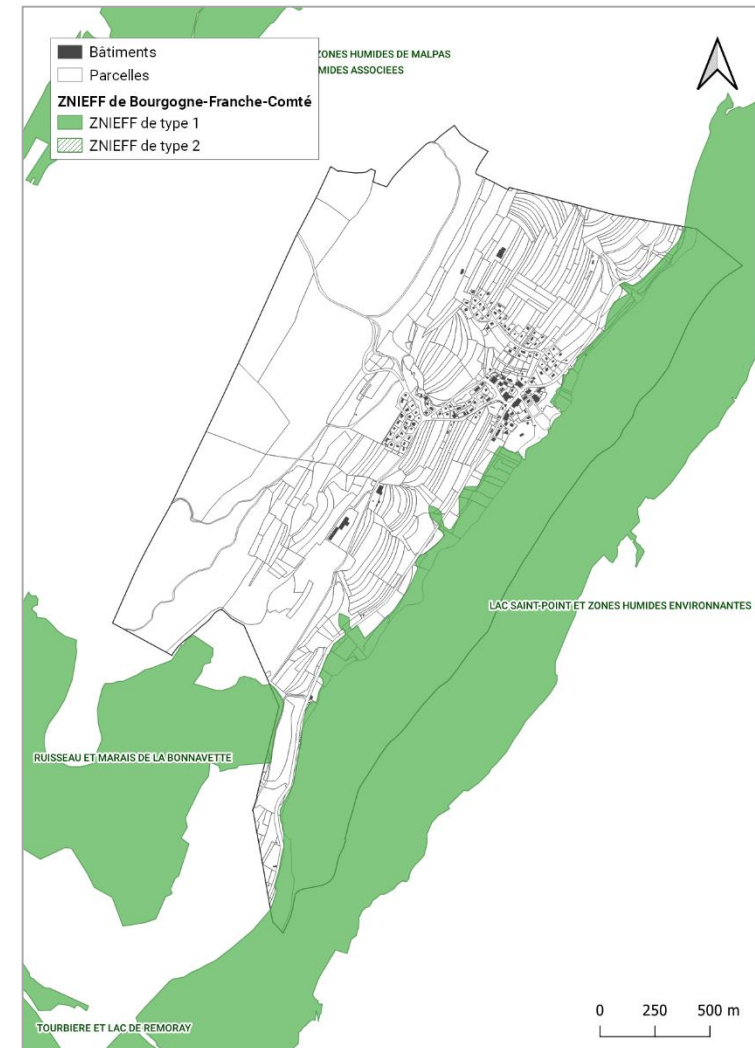 Bâtiments
Parcelles
ZNIEFF de Bourgogne-Franche-Comté
ZNIEFF de type 1
ZNIEFF de type 2
ZONES HUMIDES DE MALPAS
MIDES ASSOCIEES
LAC SAINT-POINT ET ZONES HUMIDES ENVIRONNANTES
RUISSEAU ET MARAIS DE LA BONNAVETTE
TOURBIERE ET LAC DE REMORAY
0 250 500 m